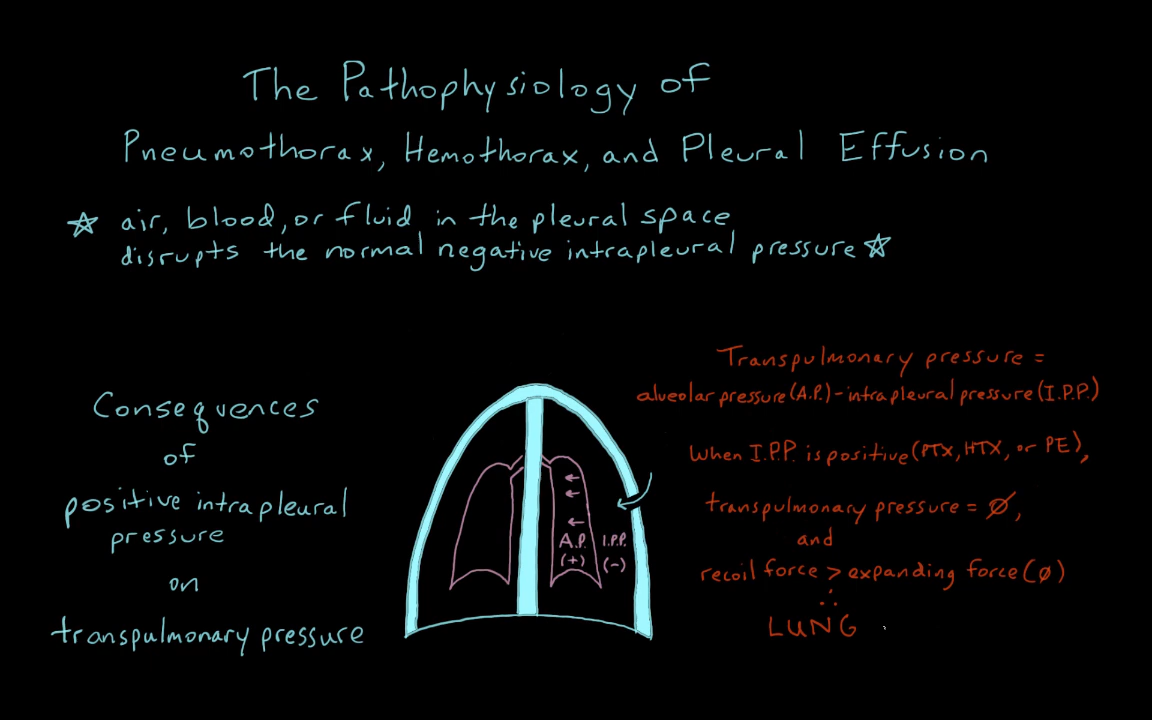 The Pathophysiology of
Pneumothorax, Hemothorax, and Pleural Effusion
☆ air, blood, or fluid in the pleural space
disrupts the normal negative intrapleural pressure ☆
Consequences
of
positive intrapleural
pressure
on
transpulmonary pressure
A.P. I.P.P.
(+) (-)
Transpulmonary pressure =
alveolar pressure (A.P.) - intrapleural pressure (I.P.P.)
When I.P.P. is positive (PTX, HTX, or PE),
transpulmonary pressure = Ø,
and
recoil force > expanding force (Ø)
∴
LUNG